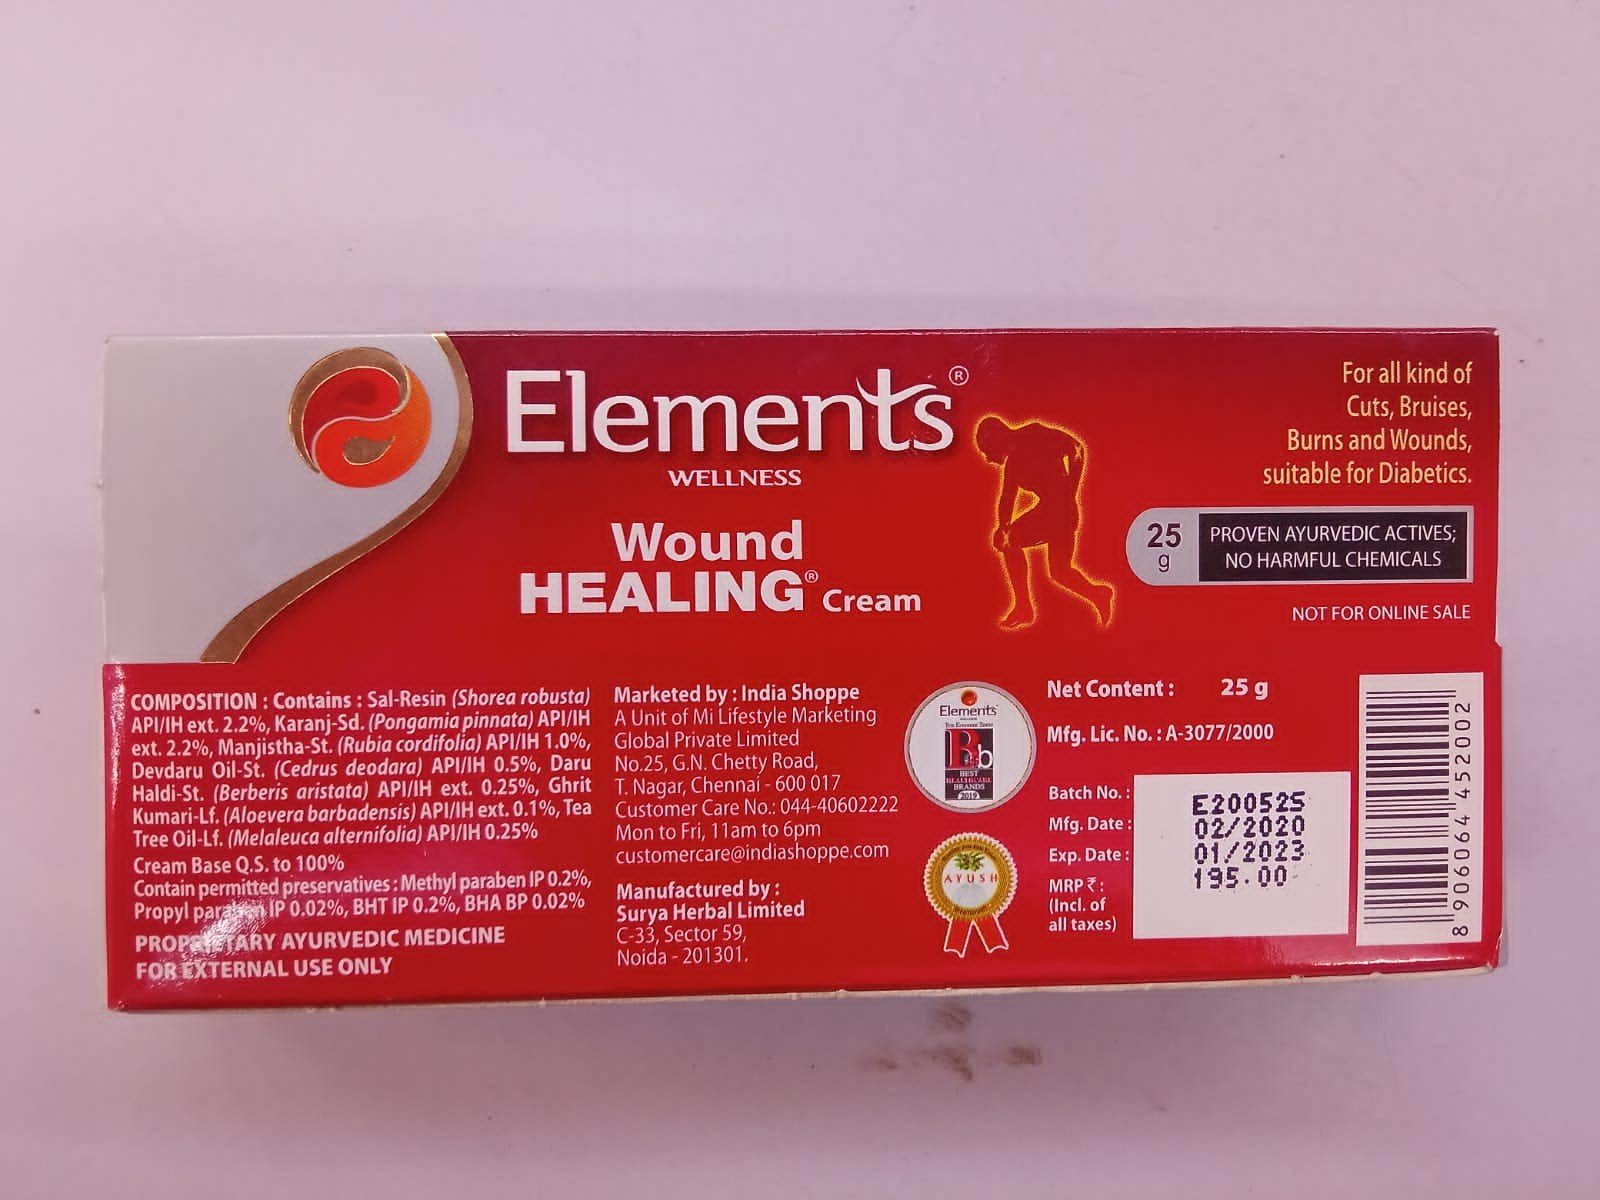 Elements®
WELLNESS
Wound
HEALING® Cream
For all kind of
Cuts, Bruises,
Burns and Wounds,
suitable for Diabetics.
25
g
PROVEN AYURVEDIC ACTIVES;
NO HARMFUL CHEMICALS
NOT FOR ONLINE SALE
COMPOSITION : Contains : Sal-Resin (Shorea robusta)
API/IH ext. 2.2%, Karanj-Sd. (Pongamia pinnata) API/IH
ext. 2.2%, Manjistha-St. (Rubia cordifolia) API/IH 1.0%,
Devdaru Oil-St. (Cedrus deodara) API/IH 0.5%, Daru
Haldi-St. (Berberis aristata) API/IH ext. 0.25%, Ghrit
Kumari-Lf. (Aloevera barbadensis) API/IH ext. 0.1%, Tea
Tree Oil-Lf. (Melaleuca alternifolia) API/IH 0.25%
Cream Base Q.S. to 100%
Contain permitted preservatives : Methyl paraben IP 0.2%,
Propyl paraben IP 0.02%, BHT IP 0.2%, BHA BP 0.02%
PROPRIETARY AYURVEDIC MEDICINE
FOR EXTERNAL USE ONLY
Marketed by : India Shoppe
A Unit of Mi Lifestyle Marketing
Global Private Limited
No.25, G.N. Chetty Road,
T. Nagar, Chennai - 600 017
Customer Care No.: 044-40602222
Mon to Fri, 11am to 6pm
customercare@indiashoppe.com
Manufactured by :
Surya Herbal Limited
C-33, Sector 59,
Noida - 201301.
Elements
BEST
HEALTHCARE
BRANDS
2019
AYUSH
Net Content : 25 g
Mfg. Lic. No. : A-3077/2000
Batch No. : E200525
Mfg. Date : 02/2020
Exp. Date : 01/2023
MRP ₹ : 195.00
(Incl. of
all taxes)
8 906064 452002